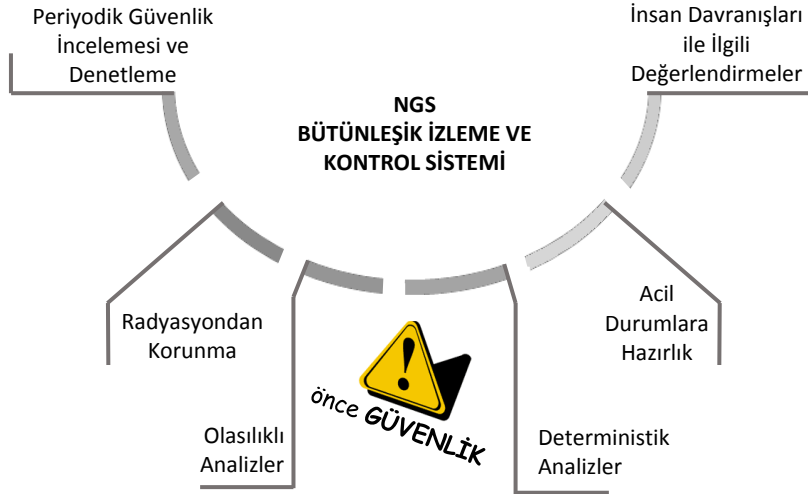 Periyodik Güvenlik
İncelemesi ve
Denetleme
İnsan Davranışları
ile İlgili
Değerlendirmeler
NGS
BÜTÜNLEŞİK İZLEME VE
KONTROL SİSTEMİ
Radyasyondan
Korunma
Acil
Durumlara
Hazırlık
önce GÜVENLİK
Olasılıklı
Analizler
Deterministik
Analizler